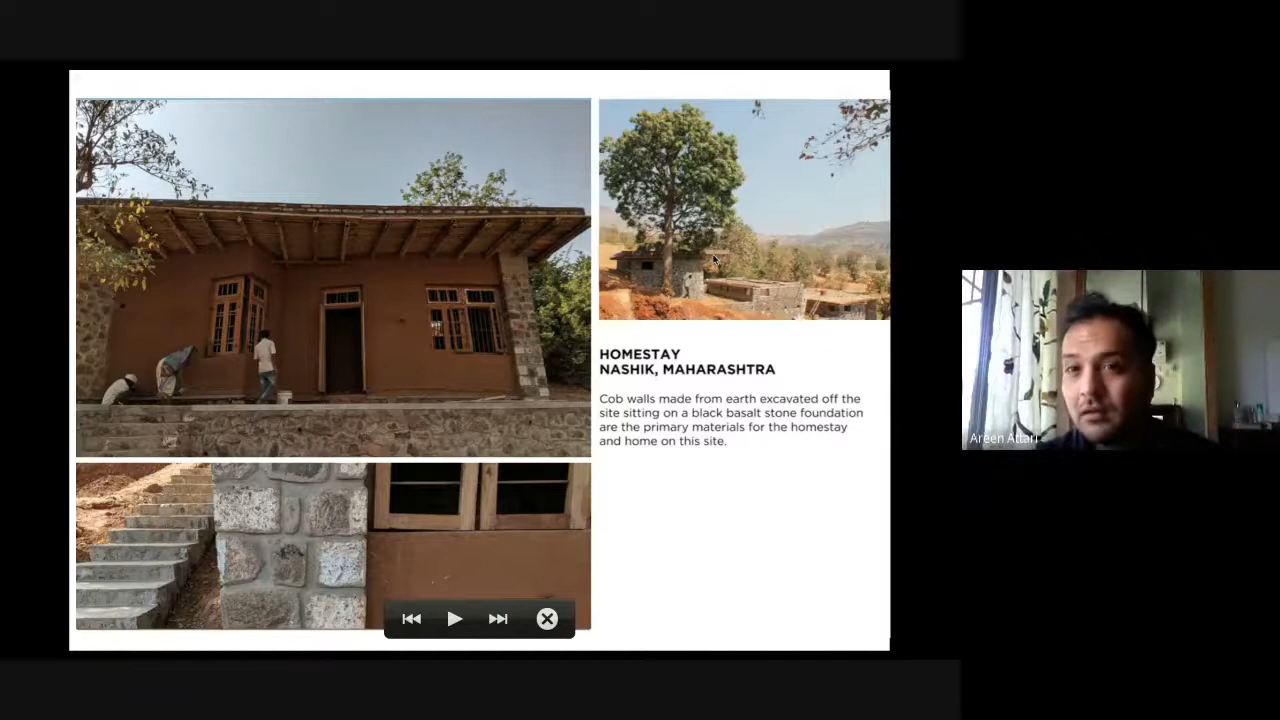 HOMESTAY
NASHIK, MAHARASHTRA
Cob walls made from earth excavated off the
site sitting on a black basalt stone foundation
are the primary materials for the homestay
and home on this site.
Areen Attari